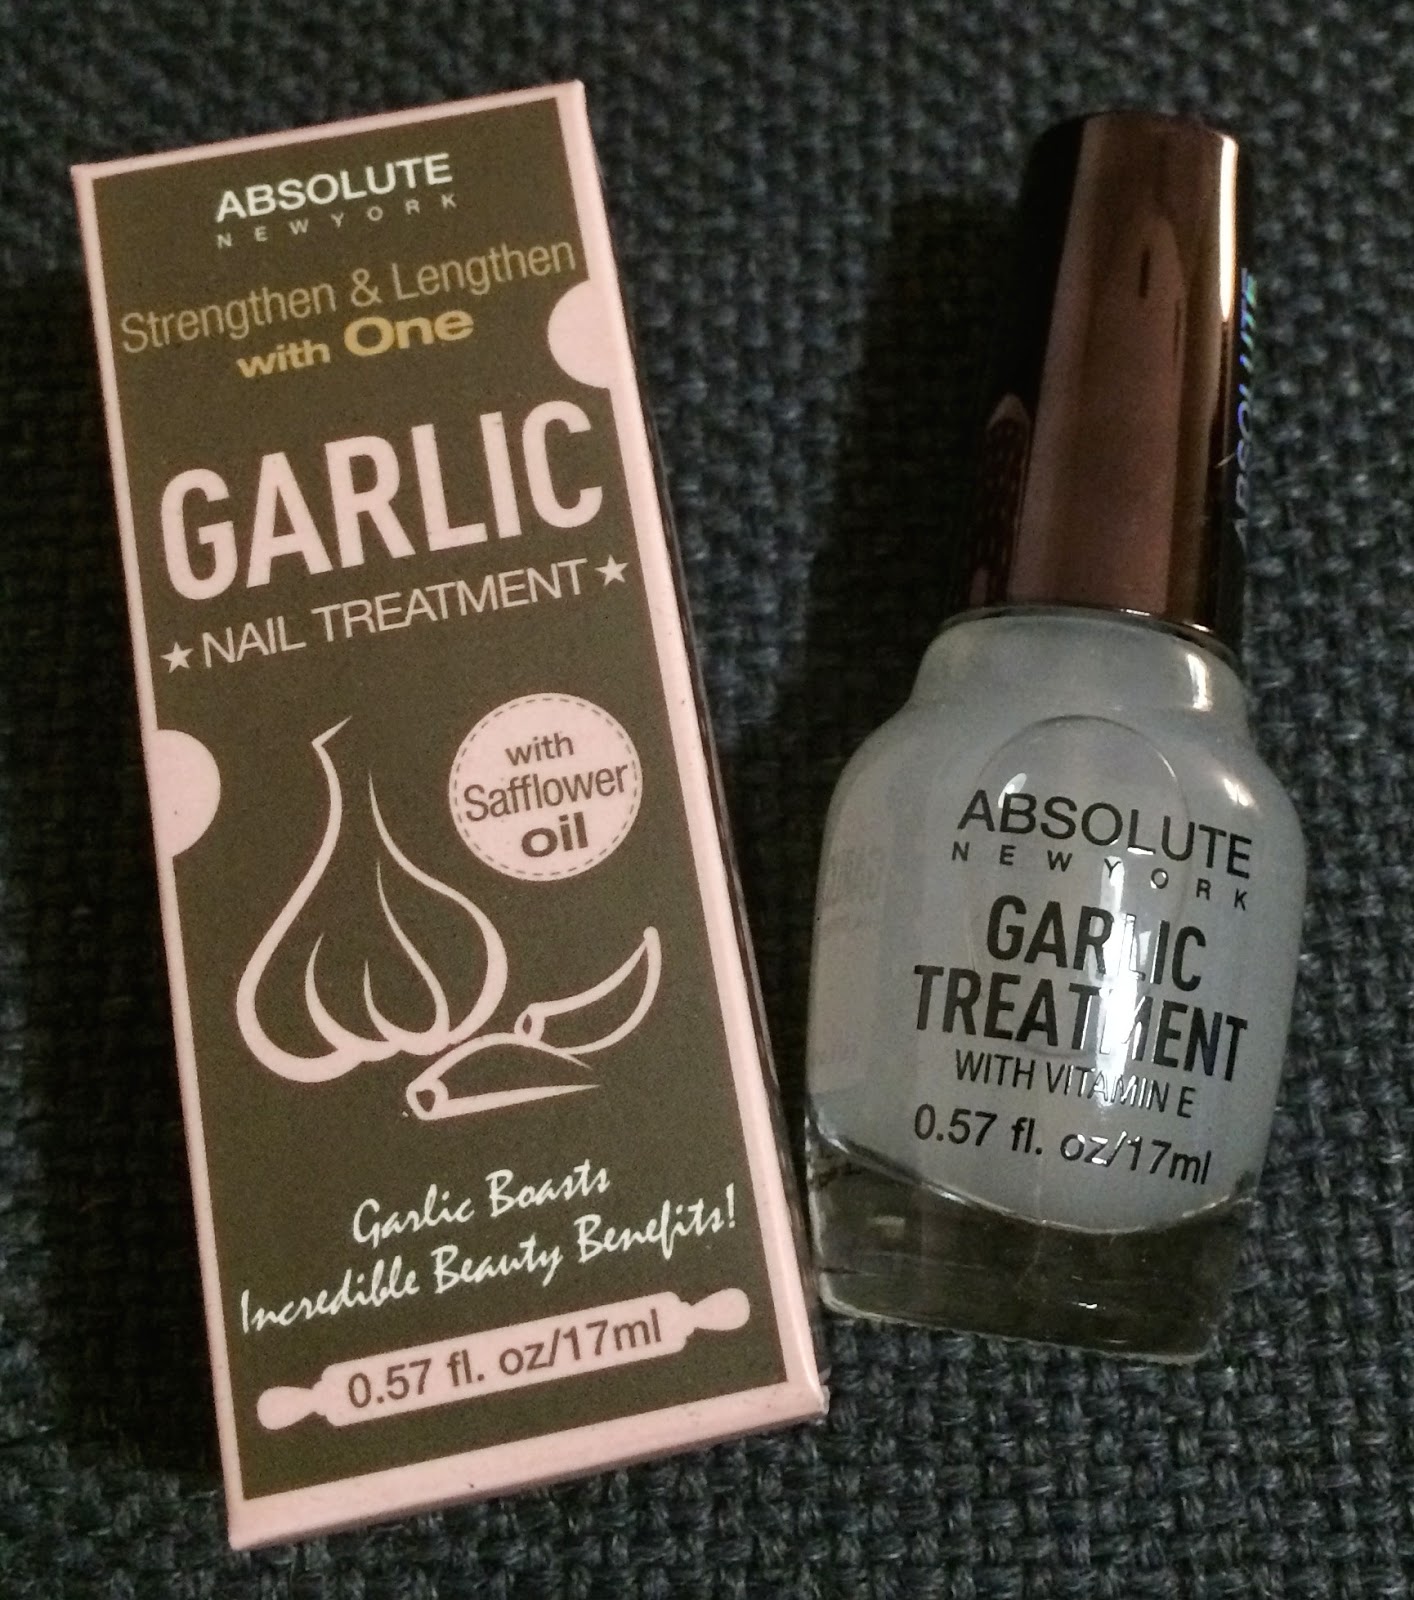 ABSOLUTE
NEW YORK
Strengthen & Lengthen
with One
GARLIC
★ NAIL TREATMENT ★
with
Safflower
oil
Garlic Boasts
Incredible Beauty Benefits!
0.57 fl. oz/17ml
ABSOLUTE
ABSOLUTE
NEW YORK
GARLIC
TREATMENT
WITH VITAMIN E
0.57 fl. oz/17ml